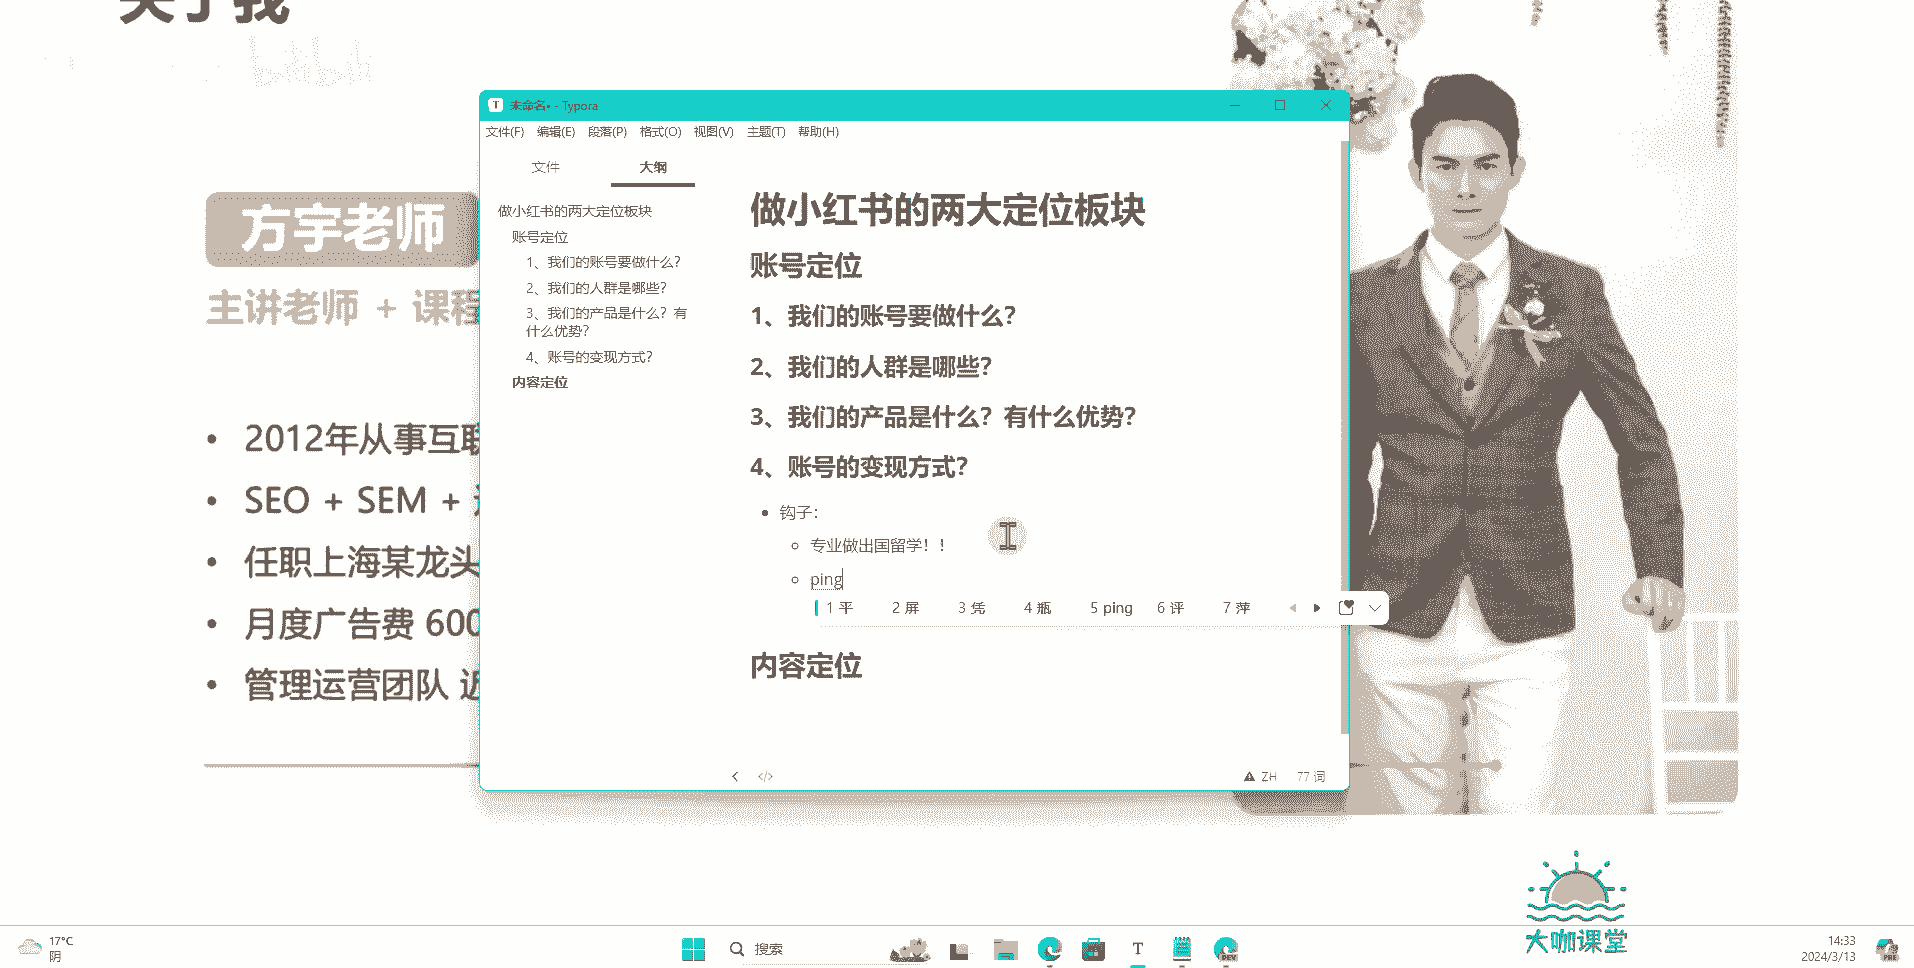 关于我
bilibili
未命名• - Typora
文件(F) 编辑(E) 段落(P) 格式(O) 视图(V) 主题(T) 帮助(H)
文件 大纲
做小红书的两大定位板块
账号定位
1、我们的账号要做什么？
2、我们的人群是哪些？
3、我们的产品是什么？有
什么优势？
4、账号的变现方式？
内容定位
做小红书的两大定位板块
账号定位
1、我们的账号要做什么？
2、我们的人群是哪些？
3、我们的产品是什么？有什么优势？
4、账号的变现方式？
• 钩子：
专业做出国留学！！
ping
1 平 2 屏 3 凭 4 瓶 5 ping 6 评 7 萍
内容定位
ZH 77 词
方宇老师
主讲老师 + 课程
• 2012年从事互联
• SEO + SEM +
• 任职上海某龙头
• 月度广告费 600
• 管理运营团队 近
大咖课堂
17°C
阴
搜索
T
DEV
14:33
2024/3/13
PRE